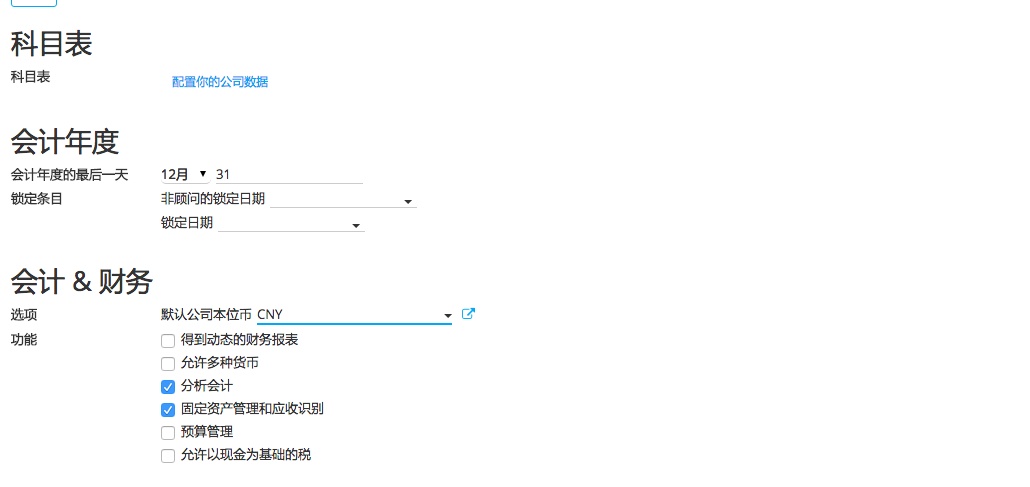 科目表
科目表 配置你的公司数据
会计年度
会计年度的最后一天 12月 31
锁定条目 非顾问的锁定日期
锁定日期
会计 & 财务
选项 默认公司本位币 CNY
功能 得到动态的财务报表
允许多种货币
分析会计
固定资产管理和应收识别
预算管理
允许以现金为基础的税